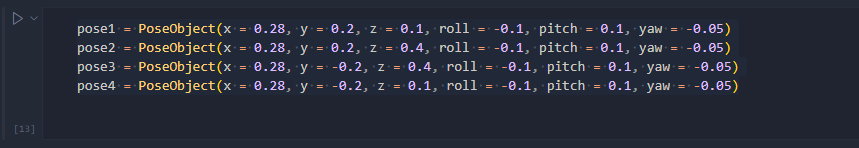 pose1 = PoseObject(x = 0.28, y = 0.2, z = 0.1, roll = -0.1, pitch = 0.1, yaw = -0.05)
pose2 = PoseObject(x = 0.28, y = 0.2, z = 0.4, roll = -0.1, pitch = 0.1, yaw = -0.05)
pose3 = PoseObject(x = 0.28, y = -0.2, z = 0.4, roll = -0.1, pitch = 0.1, yaw = -0.05)
pose4 = PoseObject(x = 0.28, y = -0.2, z = 0.1, roll = -0.1, pitch = 0.1, yaw = -0.05)
[13]